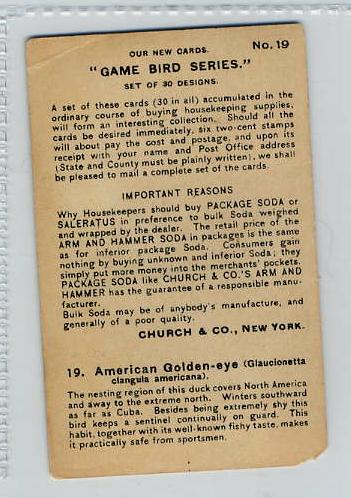 OUR NEW CARDS. No. 19
"GAME BIRD SERIES."
SET OF 30 DESIGNS.
A set of these cards (30 in all) accumulated in the
ordinary course of buying housekeeping supplies,
will form an interesting collection. Should all the
cards be desired immediately, six two-cent stamps
will about pay the cost and postage, and upon its
receipt with your name and Post Office address
(State and County must be plainly written), we shall
be pleased to mail a complete set of the cards.
IMPORTANT REASONS
Why Housekeepers should buy PACKAGE SODA or
SALERATUS in preference to bulk Soda weighed
and wrapped by the dealer. The retail price of the
ARM AND HAMMER SODA in packages is the same
as for inferior package Soda. Consumers gain
nothing by buying unknown and inferior Soda; they
simply put more money into the merchants' pockets.
PACKAGE SODA like CHURCH & CO.'S ARM AND
HAMMER has the guarantee of a responsible manu-
facturer.
Bulk Soda may be of anybody's manufacture, and
generally of a poor quality.
CHURCH & CO., NEW YORK.
19. American Golden-eye (Glaucionetta
clangula americana).
The nesting region of this duck covers North America
and away to the extreme north. Winters southward
as far as Cuba. Besides being extremely shy this
bird keeps a sentinel continually on guard. This
habit, together with its well-known fishy taste, makes
it practically safe from sportsmen.